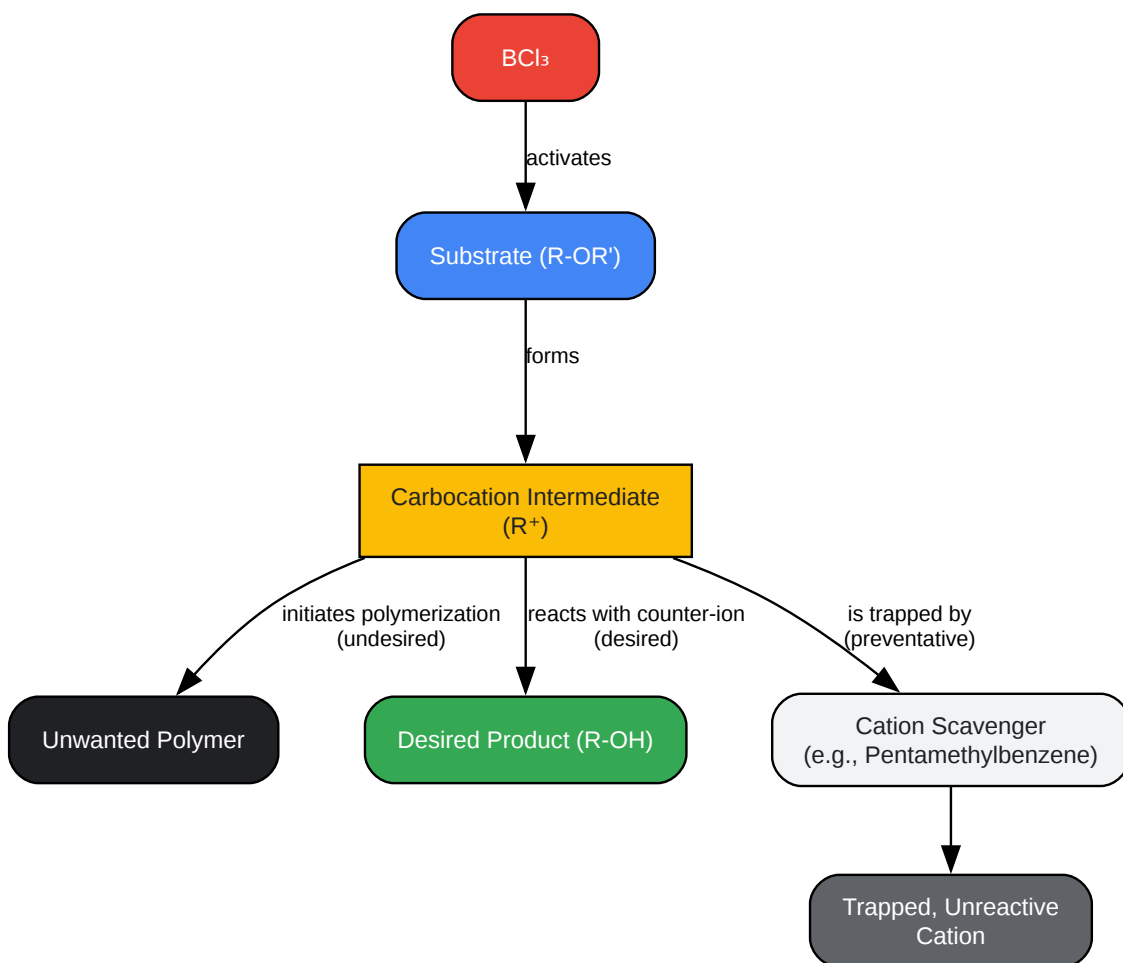 BCl₃
activates
Substrate (R-OR')
forms
Carbocation Intermediate
(R⁺)
initiates polymerization
(undesired)
reacts with counter-ion
(desired)
is trapped by
(preventative)
Unwanted Polymer
Desired Product (R-OH)
Cation Scavenger
(e.g., Pentamethylbenzene)
Trapped, Unreactive
Cation